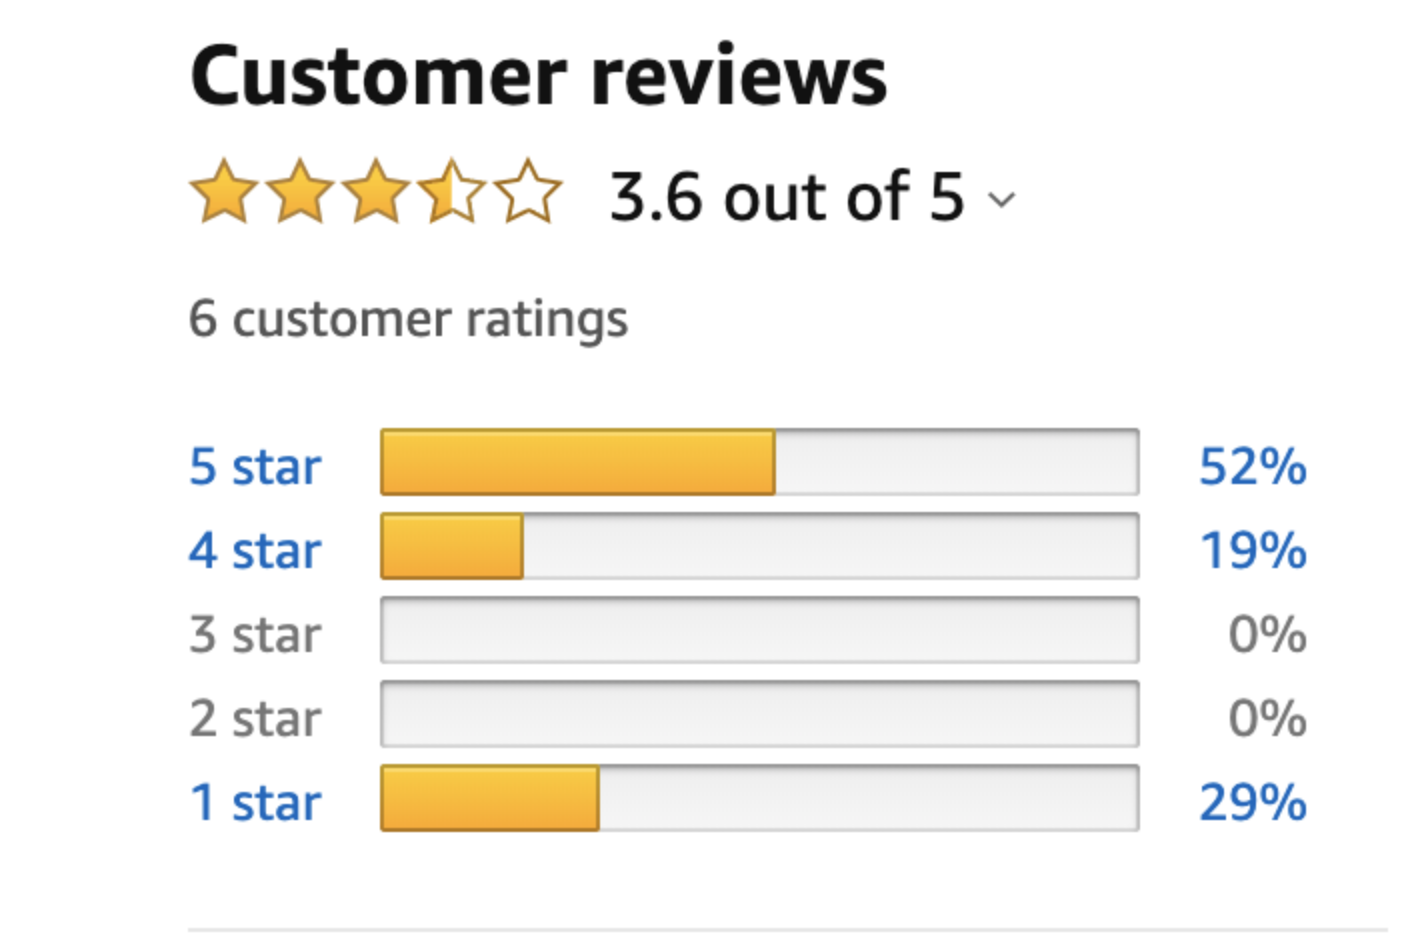 Customer reviews
3.6 out of 5
6 customer ratings
5 star 52%
4 star 19%
3 star 0%
2 star 0%
1 star 29%